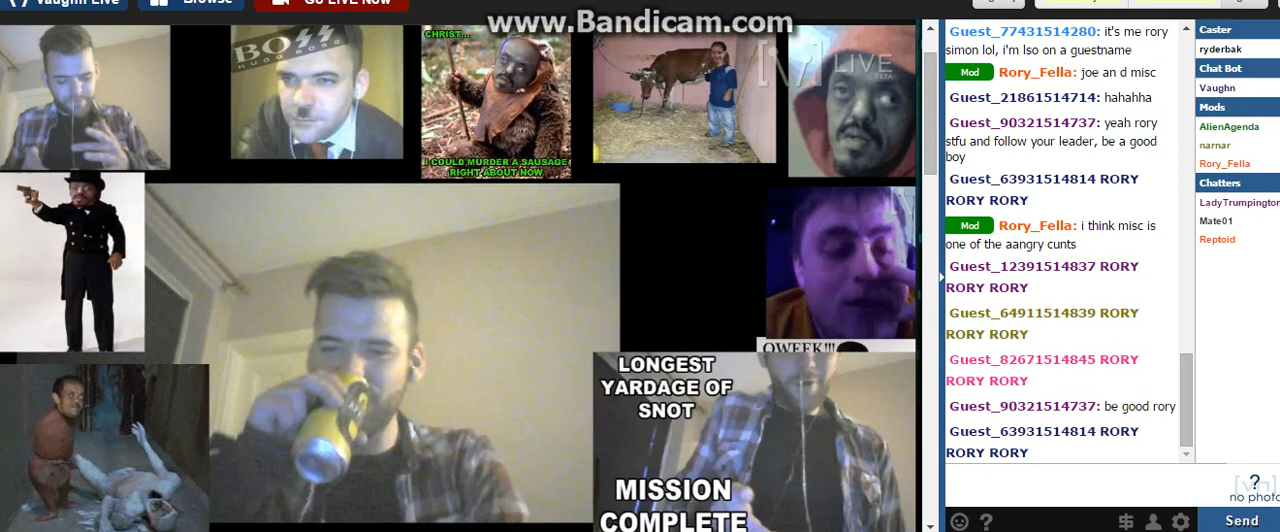 Vaughn Live
Browse
Go LIVE Now
www.Bandicam.com
BOSS
HUGO BOSS
CHRIST...
I COULD MURDER A SAUSAGE
RIGHT ABOUT NOW
[v] LIVE
BETA
QWEEK!!!
LONGEST
YARDAGE OF
SNOT
MISSION
COMPLETE
Guest_77431514280: it's me rory
simon lol, i'm lso on a guestname
Mod Rory_Fella: joe an d misc
Guest_21861514714: hahahha
Guest_90321514737: yeah rory
stfu and follow your leader, be a good
boy
Guest_63931514814 RORY
RORY RORY
Mod Rory_Fella: i think misc is
one of the aangry cunts
Guest_12391514837 RORY
RORY RORY
Guest_64911514839 RORY
RORY RORY
Guest_82671514845 RORY
RORY RORY
Guest_90321514737: be good rory
Guest_63931514814 RORY
RORY RORY
Caster
ryderbak
Chat Bot
Vaughn
Mods
AlienAgenda
narnar
Rory_Fella
Chatters
LadyTrumpington
Mate01
Reptoid
?
no photo
Send